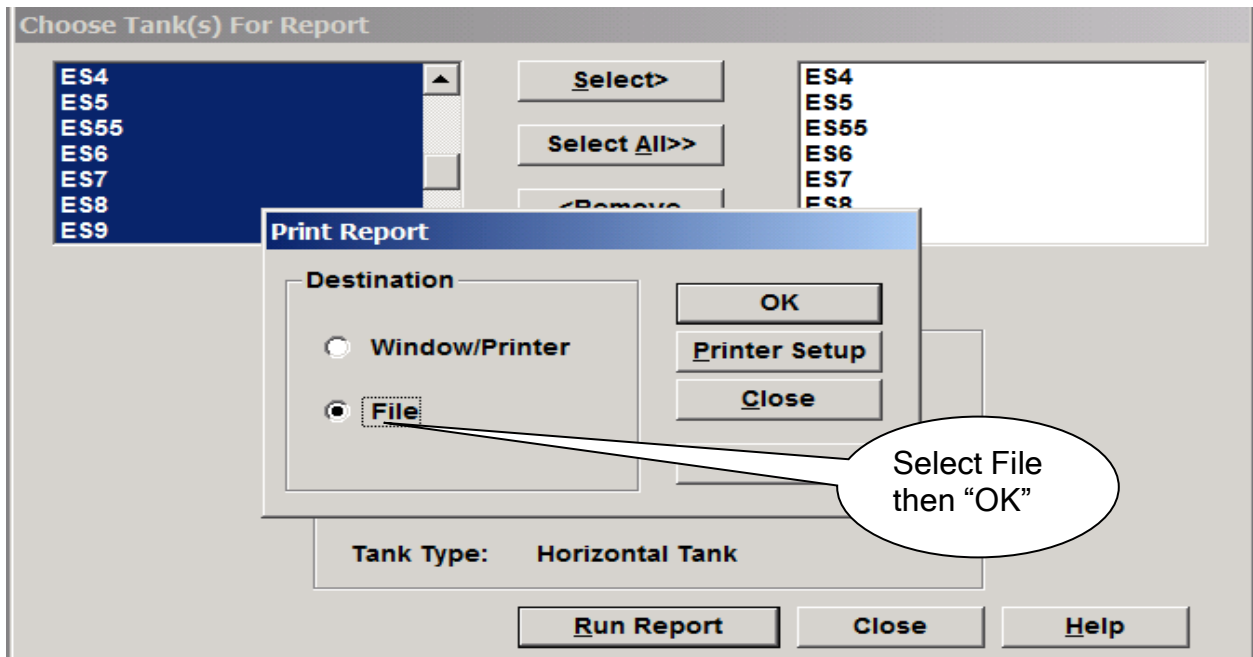 Choose Tank(s) For Report
ES4
ES5
ES55
ES6
ES7
ES8
ES9
Select>
Select All>>
<Remove
ES4
ES5
ES55
ES6
ES7
ES8
Print Report
Destination
Window/Printer
File
OK
Printer Setup
Close
Select File
then “OK”
Tank Type: Horizontal Tank
Run Report
Close
Help